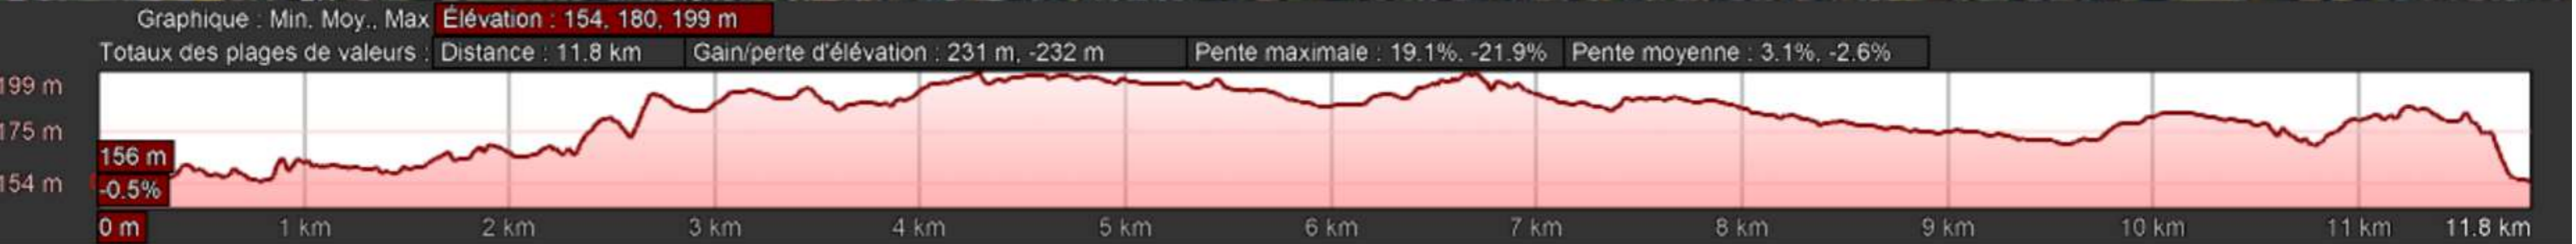 Graphique : Min. Moy., Max Élévation : 154, 180, 199 m
Totaux des plages de valeurs : Distance : 11.8 km Gain/perte d'élévation : 231 m, -232 m Pente maximale : 19.1%, -21.9% Pente moyenne : 3.1%, -2.6%
199 m
175 m
156 m
154 m
-0.5%
0 m 1 km 2 km 3 km 4 km 5 km 6 km 7 km 8 km 9 km 10 km 11 km 11.8 km